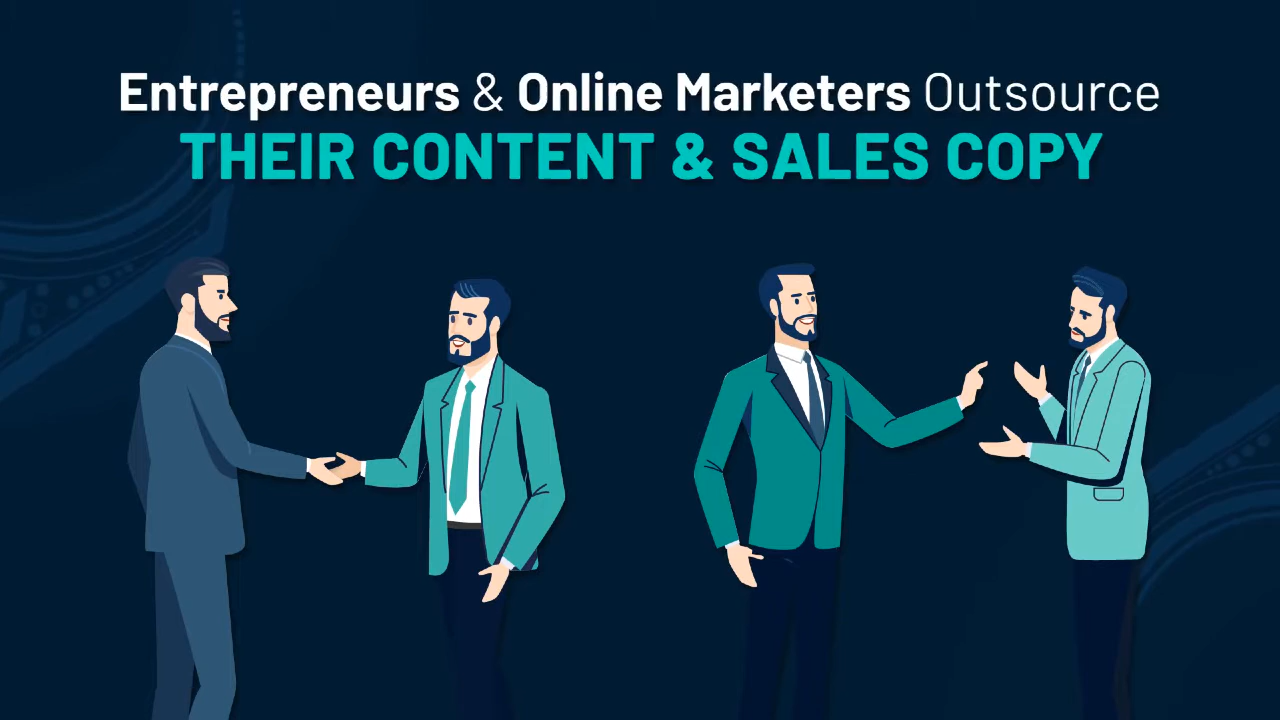 Entrepreneurs & Online Marketers Outsource
THEIR CONTENT & SALES COPY